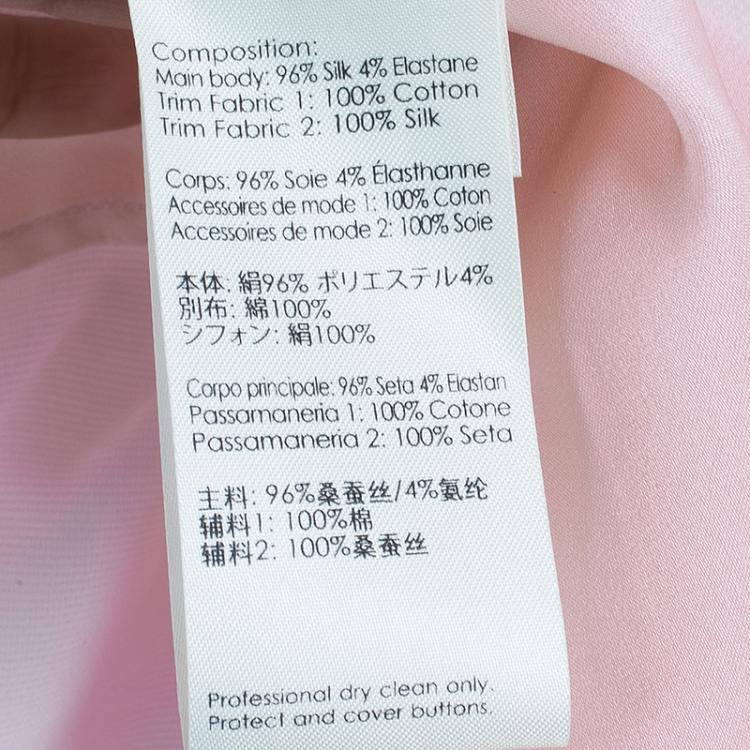 Composition:
Main body: 96% Silk 4% Elastane
Trim Fabric 1: 100% Cotton
Trim Fabric 2: 100% Silk
Corps: 96% Soie 4% Élasthanne
Accessoires de mode 1: 100% Coton
Accessoires de mode 2: 100% Soie
本体: 絹96% ポリエステル4%
別布: 綿100%
シフォン: 絹100%
Corpo principale: 96% Seta 4% Elastan
Passamaneria 1: 100% Cotone
Passamaneria 2: 100% Seta
主料: 96%桑蚕丝/4%氨纶
辅料1: 100%棉
辅料2: 100%桑蚕丝
Professional dry clean only.
Protect and cover buttons.